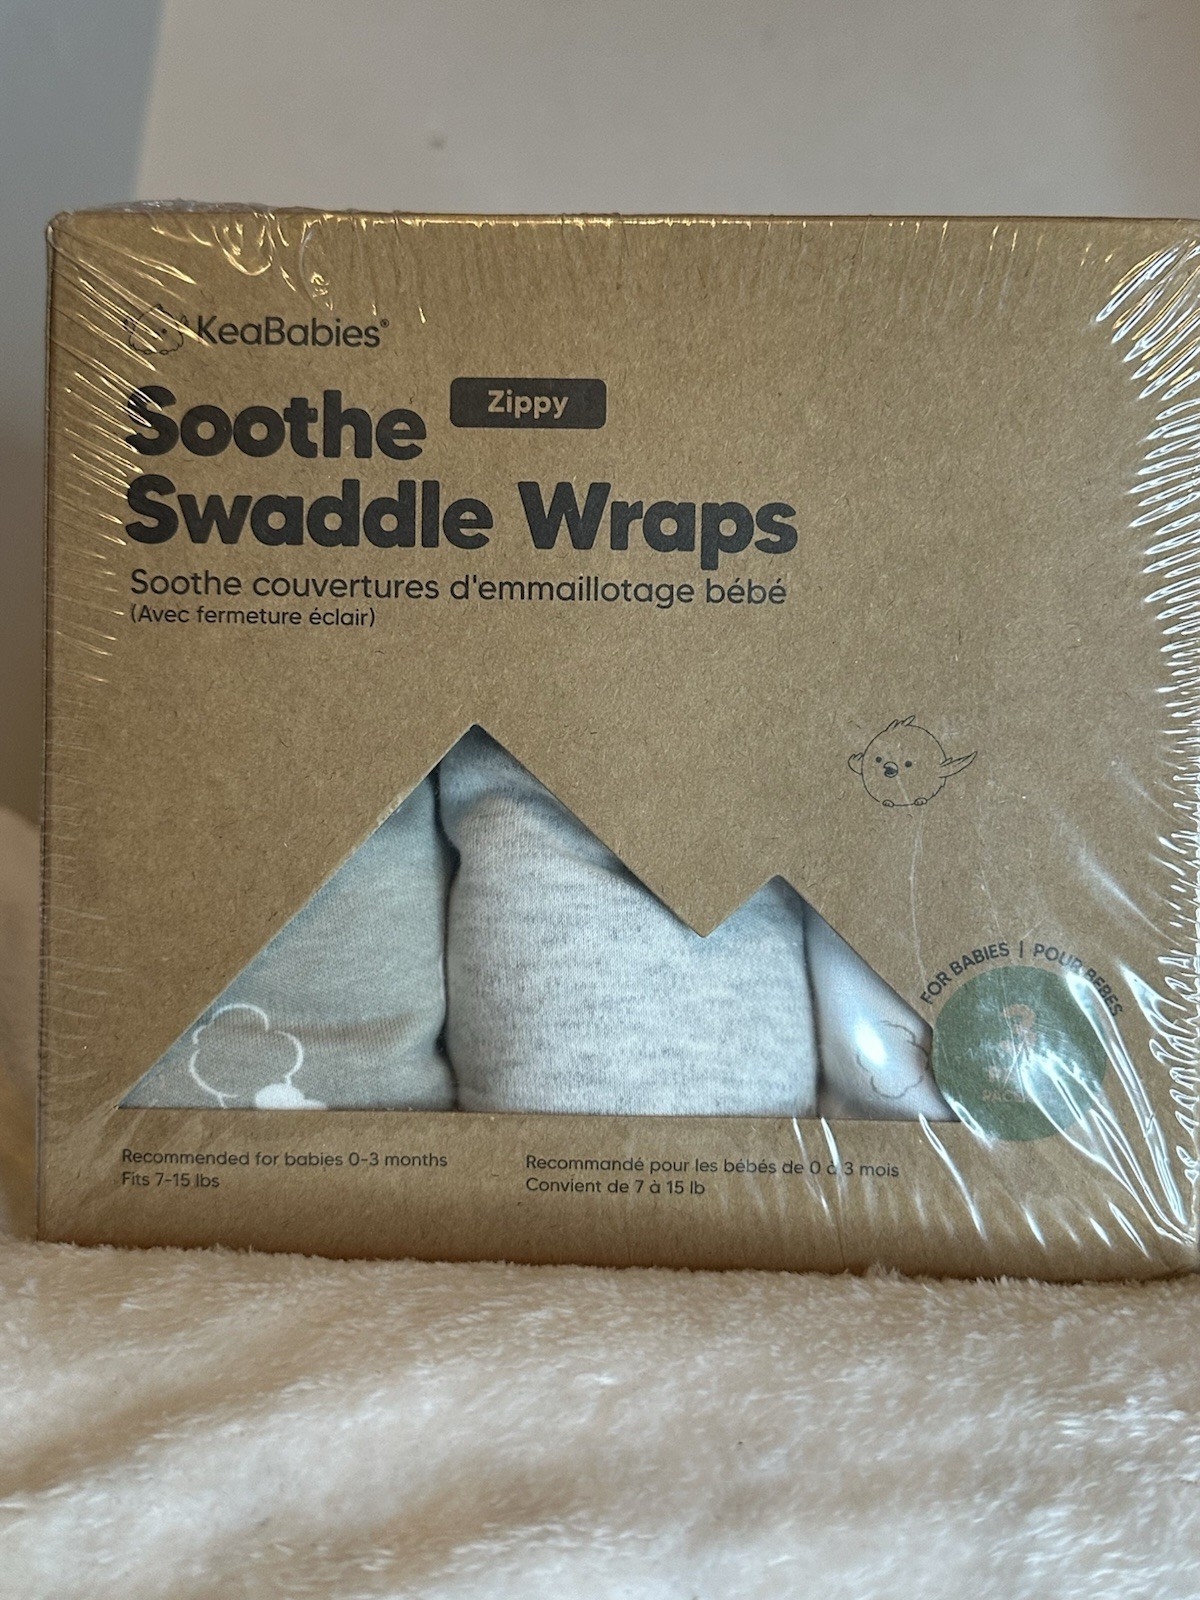 KeaBabies®
Soothe Zippy
Swaddle Wraps
Soothe couvertures d'emmaillotage bébé
(Avec fermeture éclair)
FOR BABIES | POUR BÉBÉS
3
Recommended for babies 0-3 months
Fits 7-15 lbs
Recommandé pour les bébés de 0 à 3 mois
Convient de 7 à 15 lb